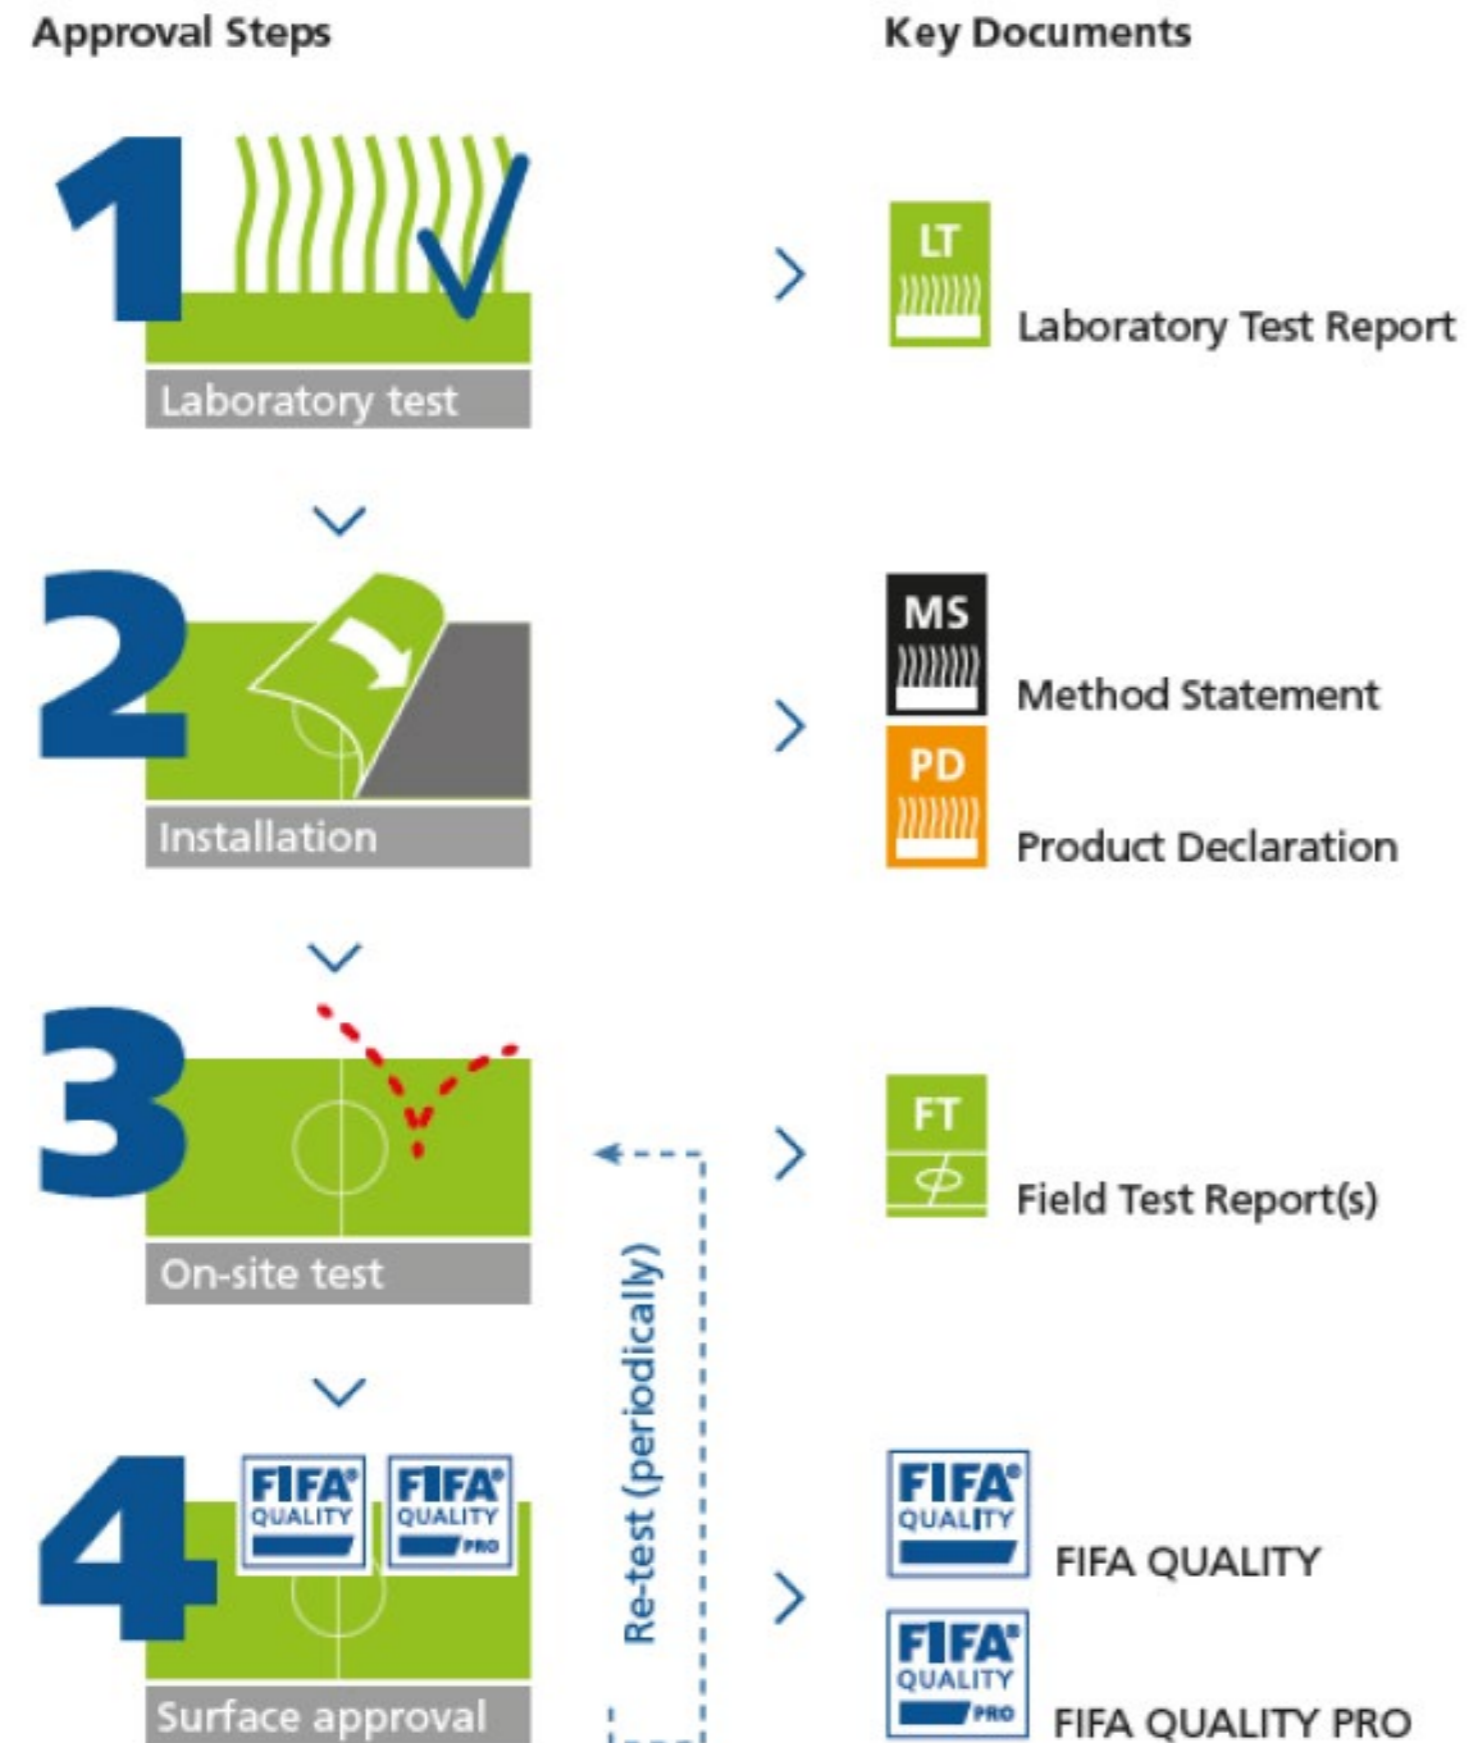 Approval Steps
Key Documents
1
LT
Laboratory Test Report
Laboratory test
2
MS
Method Statement
PD
Product Declaration
Installation
3
FT
Field Test Report(s)
On-site test
Re-test (periodically)
4
FIFA®
QUALITY
FIFA®
QUALITY
PRO
Surface approval
FIFA®
QUALITY
FIFA QUALITY
FIFA®
QUALITY
PRO
FIFA QUALITY PRO